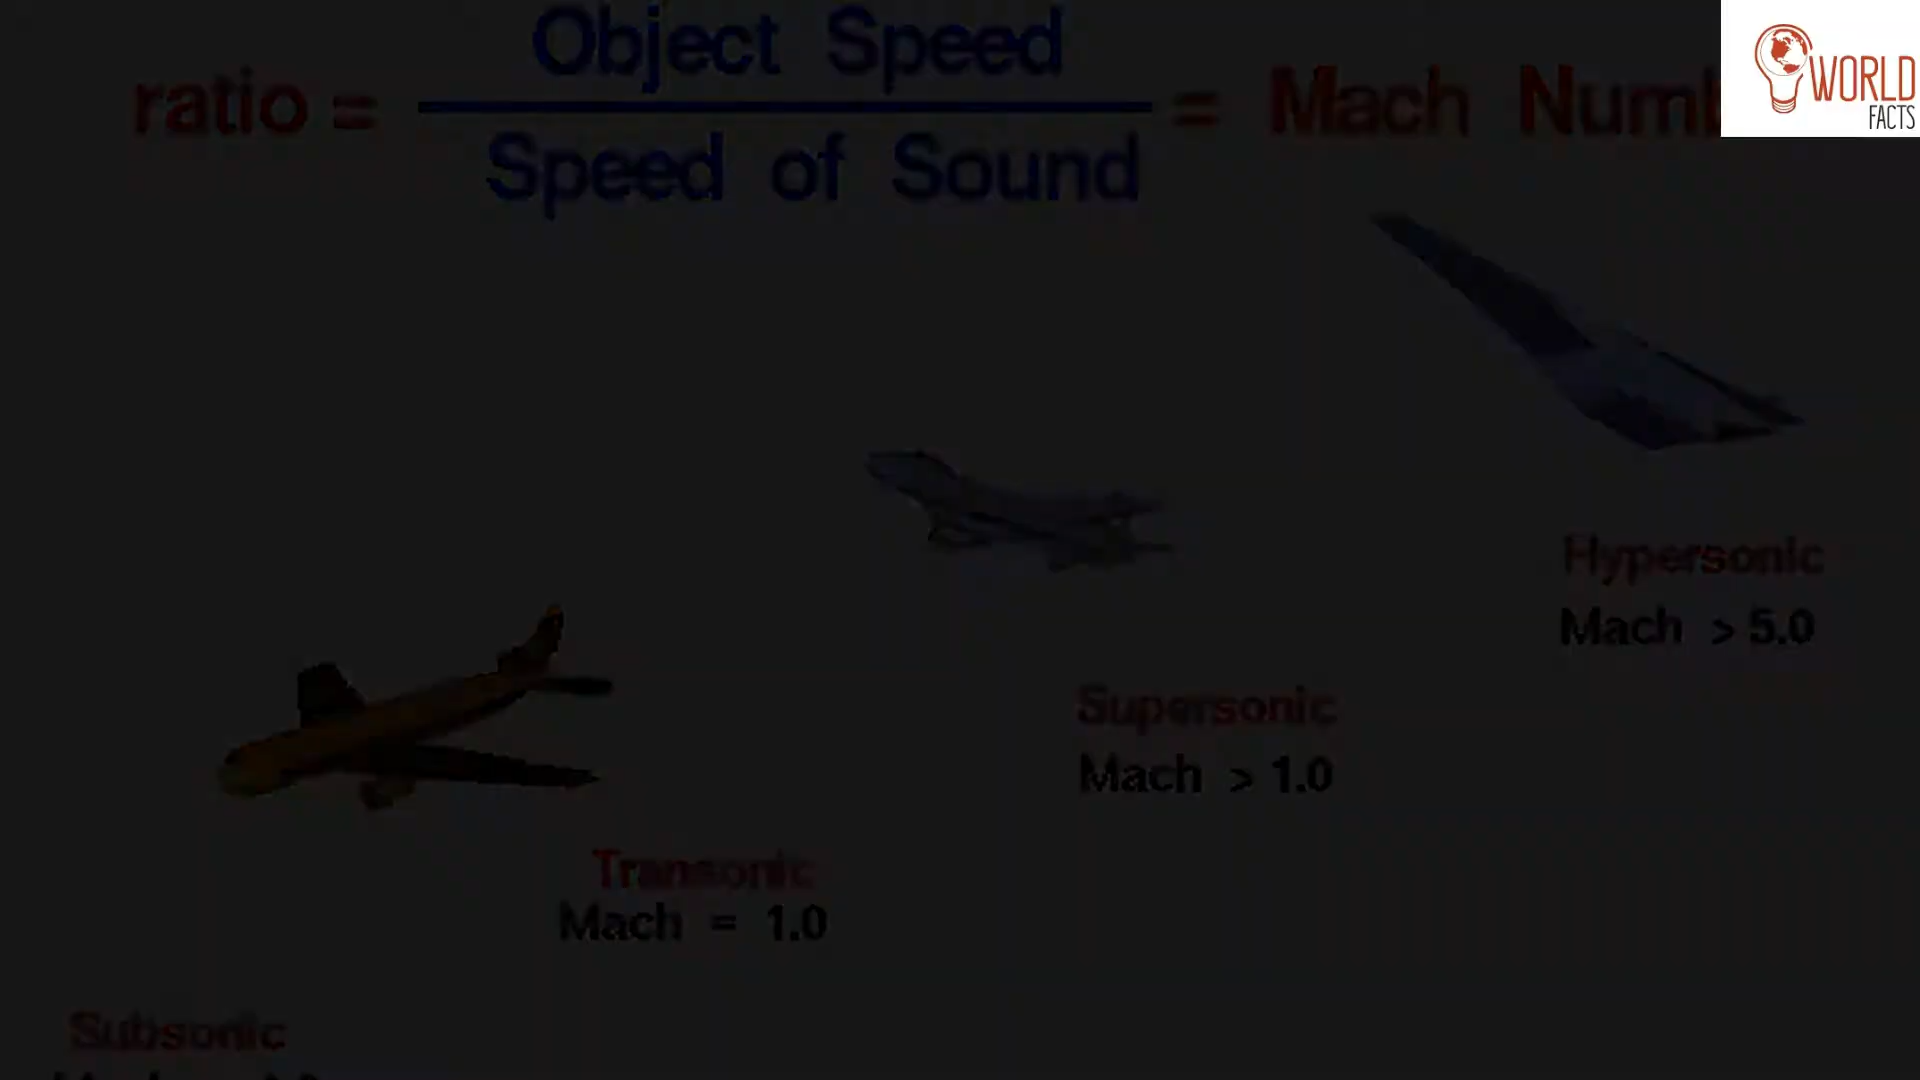 Object Speed
ratio = = Mach
Speed of Sound
WORLD
FACTS
Hypersonic
Mach > 5.0
Supersonic
Mach > 1.0
Transonic
Mach = 1.0
Subsonic